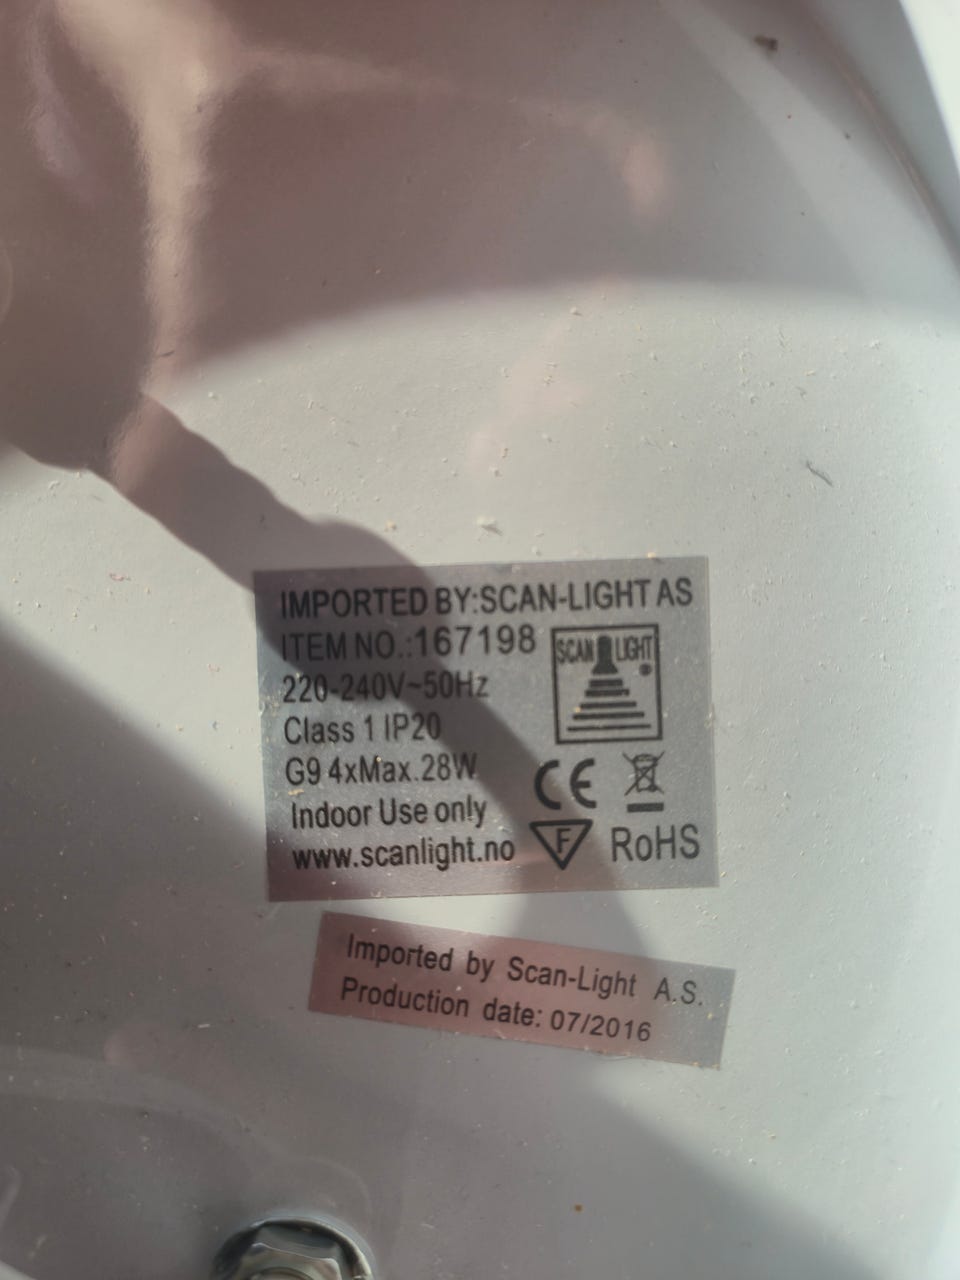 IMPORTED BY:SCAN-LIGHT AS
ITEM NO.:167198
SCAN LIGHT
220-240V~50Hz
Class 1 IP20
G9 4xMax.28W
Indoor Use only
www.scanlight.no
CE
F
RoHS
Imported by Scan-Light A.S.
Production date: 07/2016